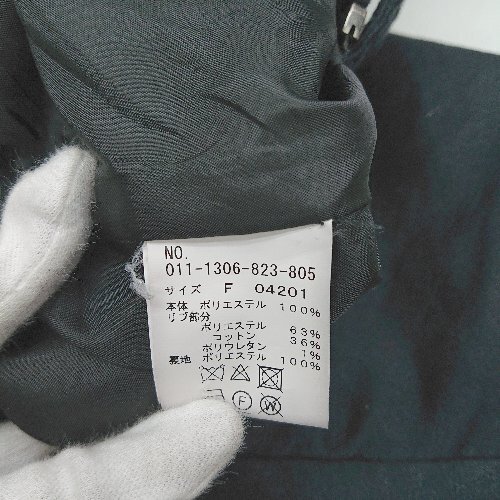 NO.
011-1306-823-805
サイズ F 04201
本体 ポリエステル 100%
リブ部分
ポリエステル 63%
コットン 36%
ポリウレタン 1%
裏地 ポリエステル 100%
F W